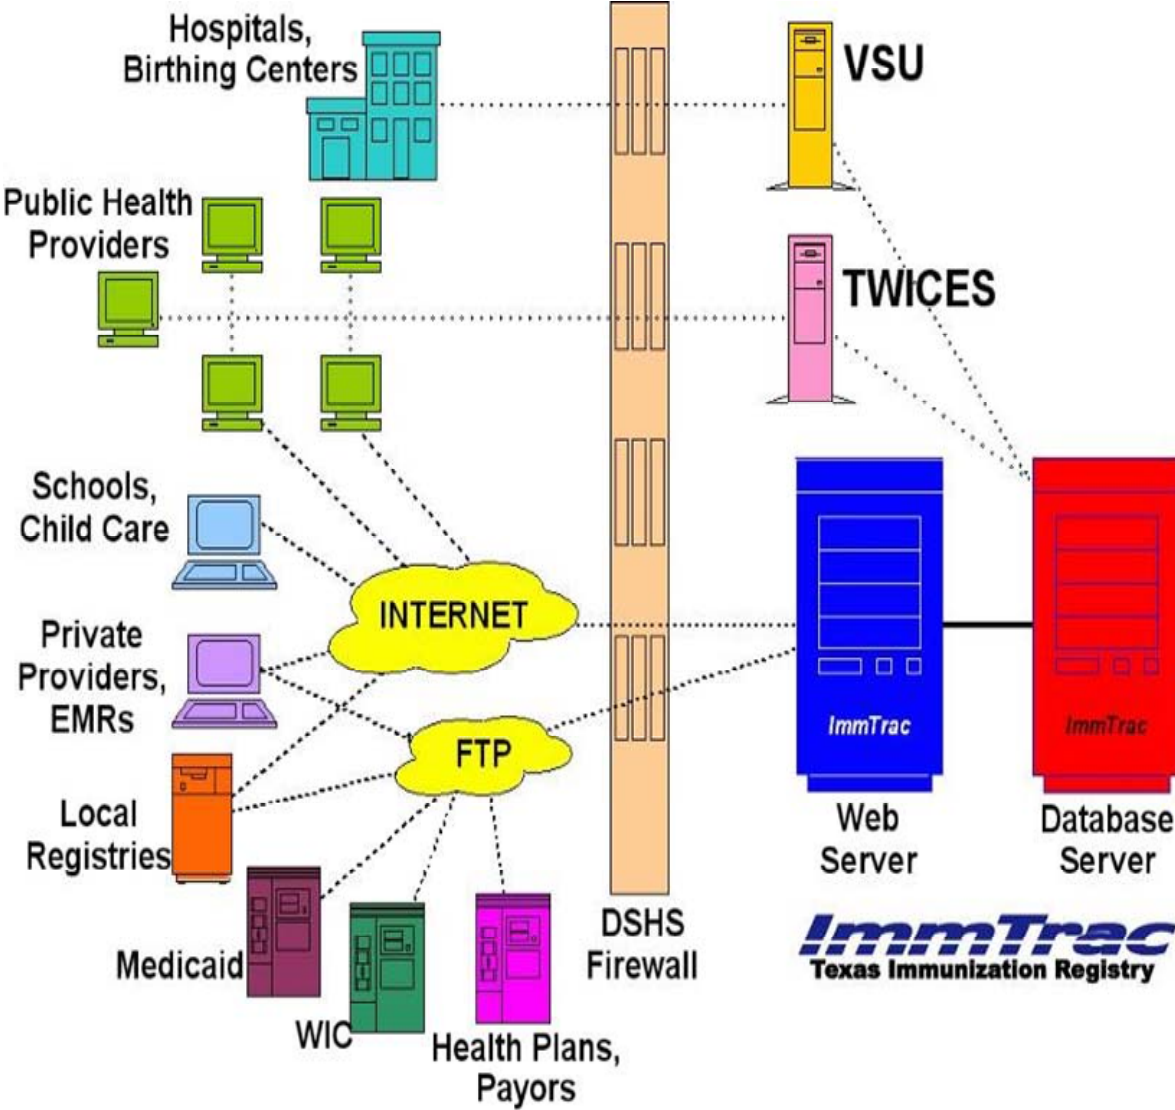 Hospitals,
Birthing Centers
VSU
Public Health
Providers
TWICES
Schools,
Child Care
INTERNET
Private
Providers,
EMRs
FTP
ImmTrac
ImmTrac
Local
Registries
Web
Server
Database
Server
Medicaid
DSHS
Firewall
ImmTrac
Texas Immunization Registry
WIC
Health Plans,
Payors